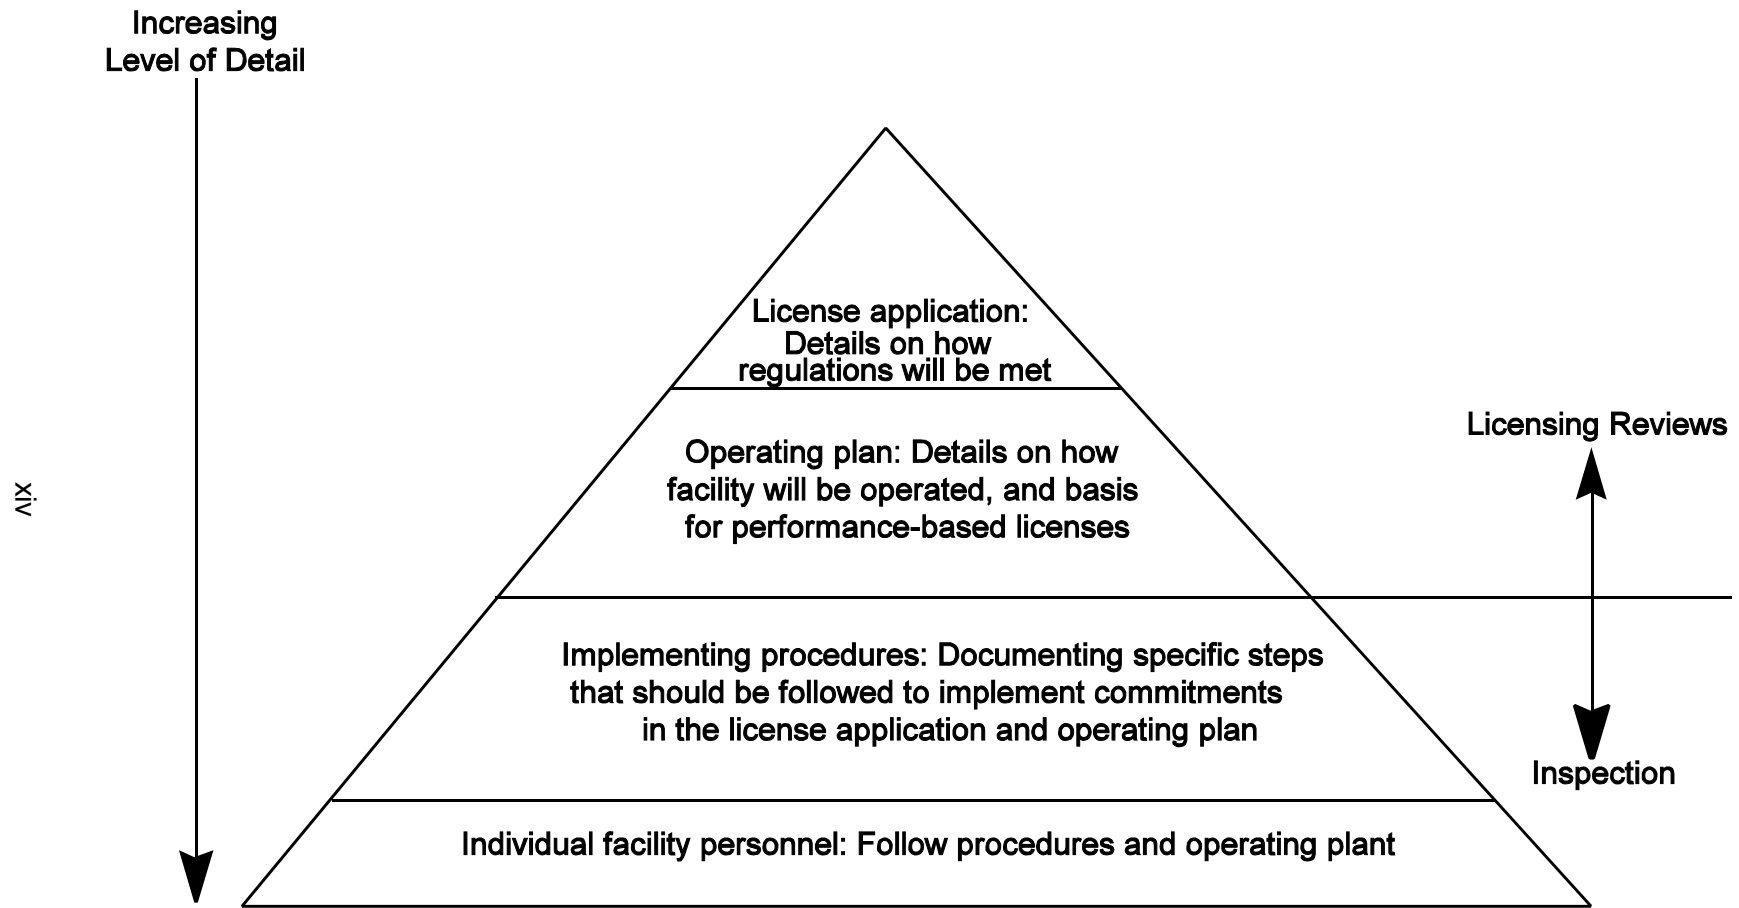 Increasing
Level of Detail
License application:
Details on how
regulations will be met
Operating plan: Details on how
facility will be operated, and basis
for performance-based licenses
Licensing Reviews
xiv
Implementing procedures: Documenting specific steps
that should be followed to implement commitments
in the license application and operating plan
Inspection
Individual facility personnel: Follow procedures and operating plant